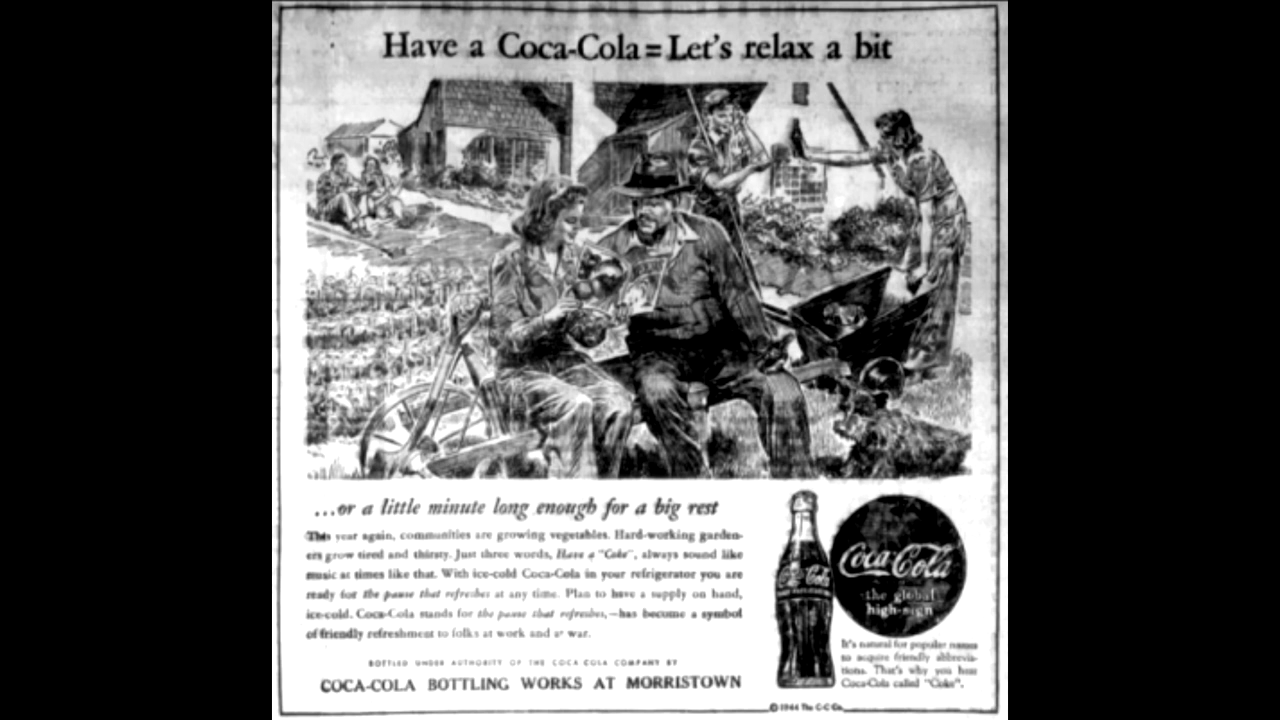 Have a Coca-Cola = Let's relax a bit
...or a little minute long enough for a big rest
This year again, communities are growing vegetables. Hard-working garden-
ers grow tired and thirsty. Just three words, Have a "Coke", always sound like
music at times like that. With ice-cold Coca-Cola in your refrigerator you are
ready for the pause that refreshes at any time. Plan to have a supply on hand,
ice-cold. Coca-Cola stands for the pause that refreshes,—has become a symbol
of friendly refreshment to folks at work and at war.
BOTTLED UNDER AUTHORITY OF THE COCA-COLA COMPANY BY
COCA-COLA BOTTLING WORKS AT MORRISTOWN
Coca-Cola
Coca-Cola
the global
high-sign
It's natural for popular names
to acquire friendly abbrevia-
tions. That's why you hear
Coca-Cola called "Coke".
© 1944 The C-C Co.